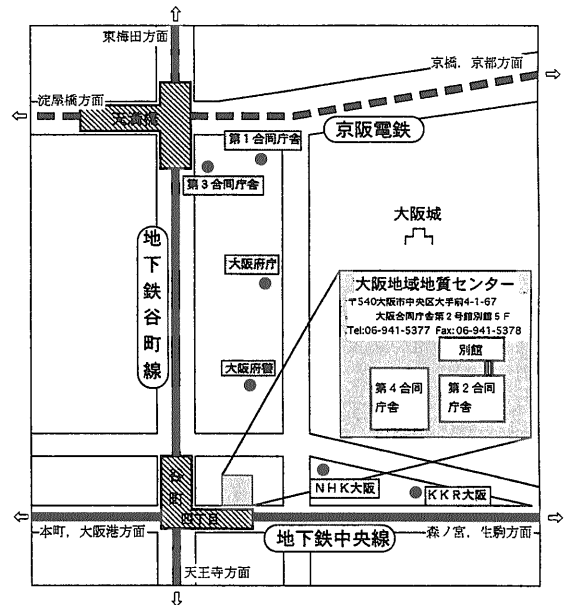 東梅田方面
京橋，京都方面
淀屋橋方面
天満橋
京阪電鉄
第1合同庁舎
第3合同庁舎
大阪城
地下鉄谷町線
大阪府庁
大阪地域地質センター
〒540大阪市中央区大手前4-1-67
大阪合同庁舎第2号館別館5F
Tel:06-941-5377 Fax:06-941-5378
別館
第4合同
庁舎
第2合同
庁舎
大阪府警
谷町
四丁目
NHK大阪
KKR大阪
本町，大阪港方面
地下鉄中央線
森ノ宮，生駒方面
天王寺方面